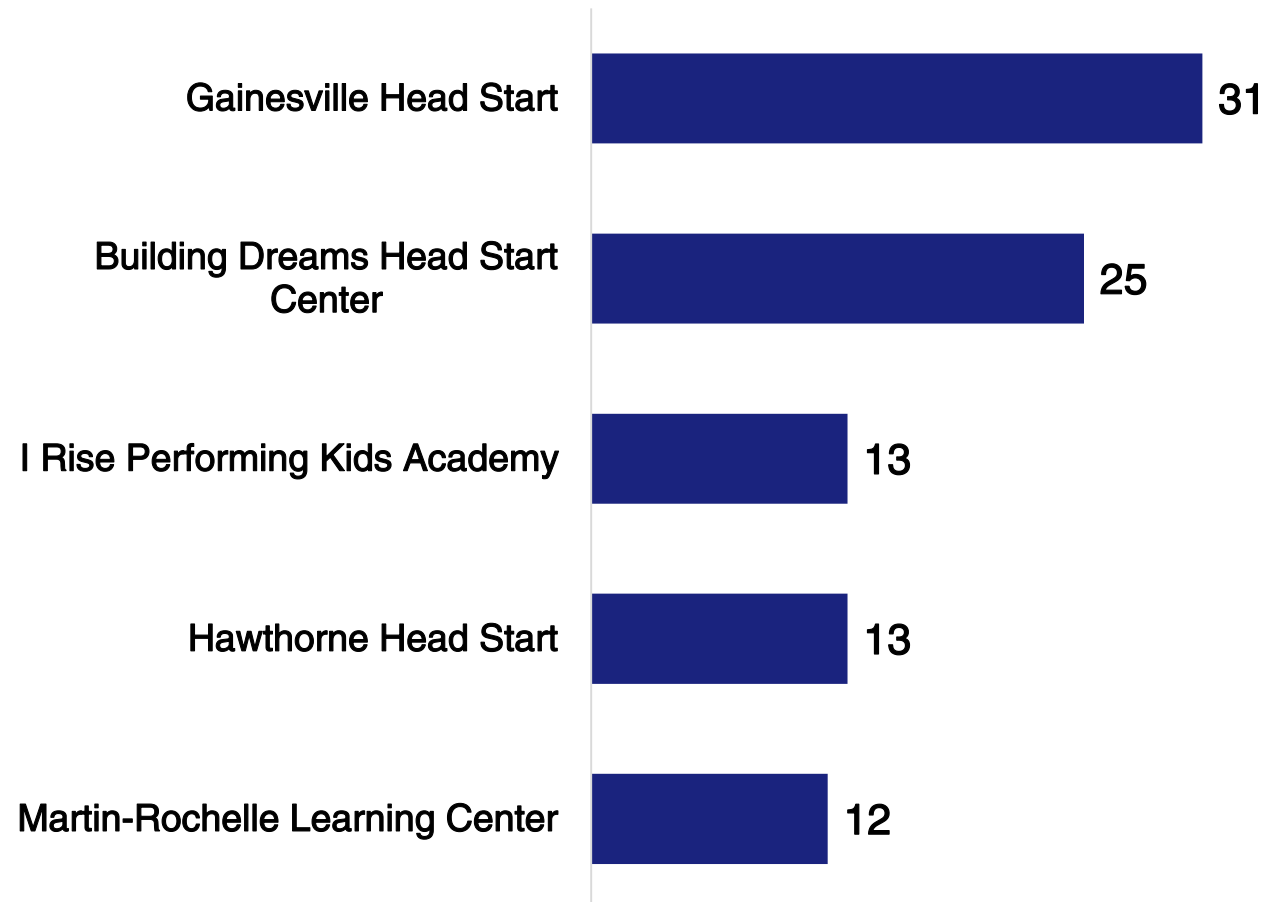 Gainesville Head Start
31
Building Dreams Head Start
Center
25
I Rise Performing Kids Academy
13
Hawthorne Head Start
13
Martin-Rochelle Learning Center
12